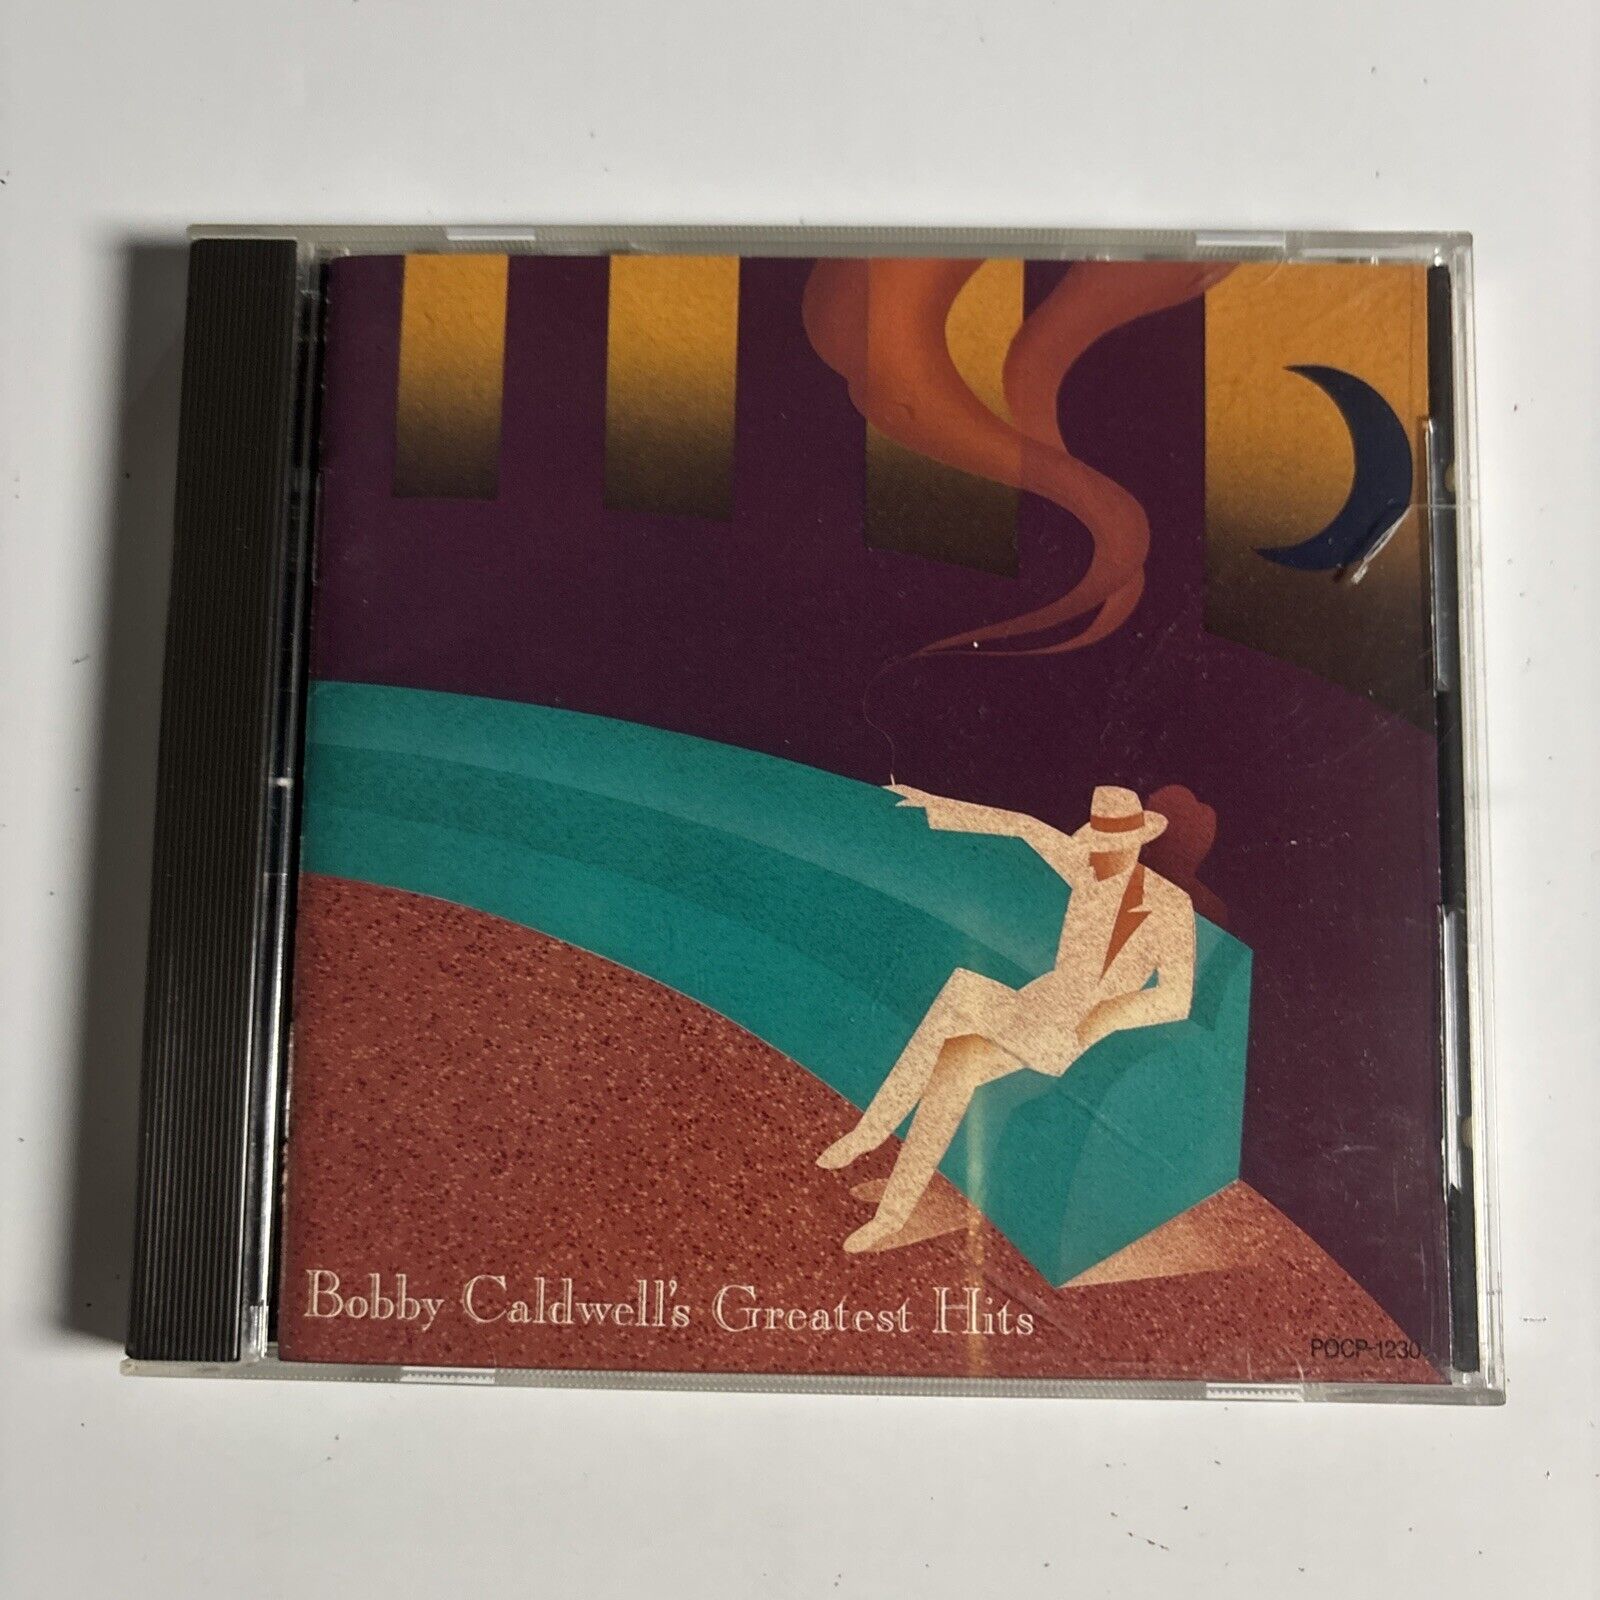 Bobby Caldwell's Greatest Hits
POCP-1230